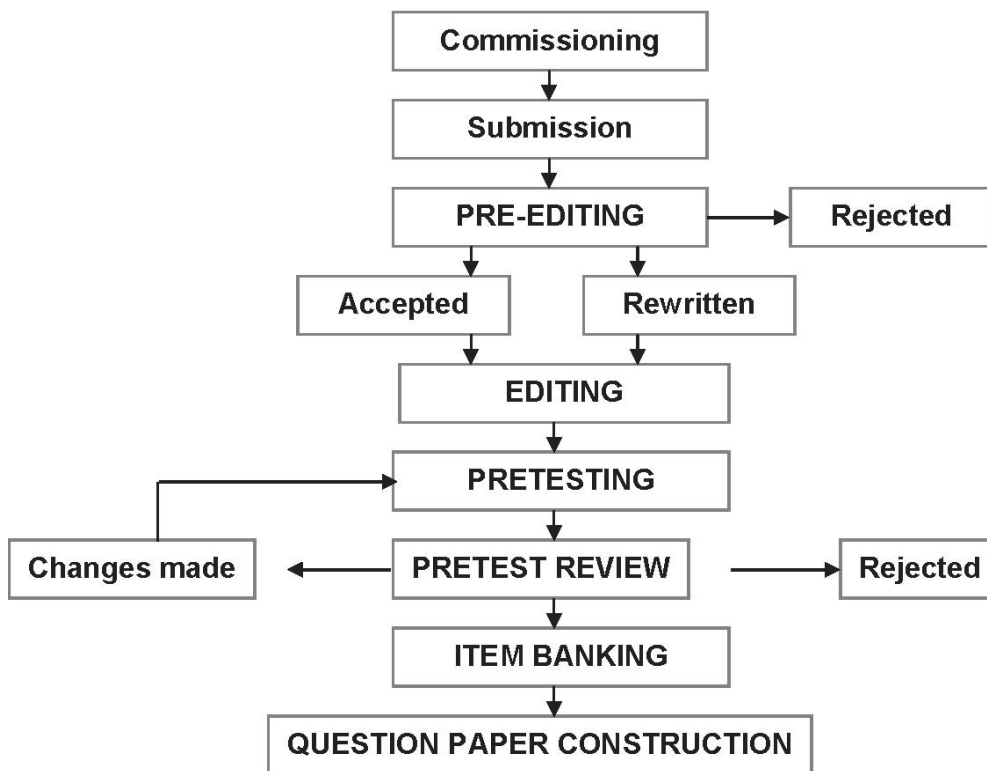 Commissioning
Submission
PRE-EDITING
Rejected
Accepted
Rewritten
EDITING
PRETESTING
Changes made
PRETEST REVIEW
Rejected
ITEM BANKING
QUESTION PAPER CONSTRUCTION